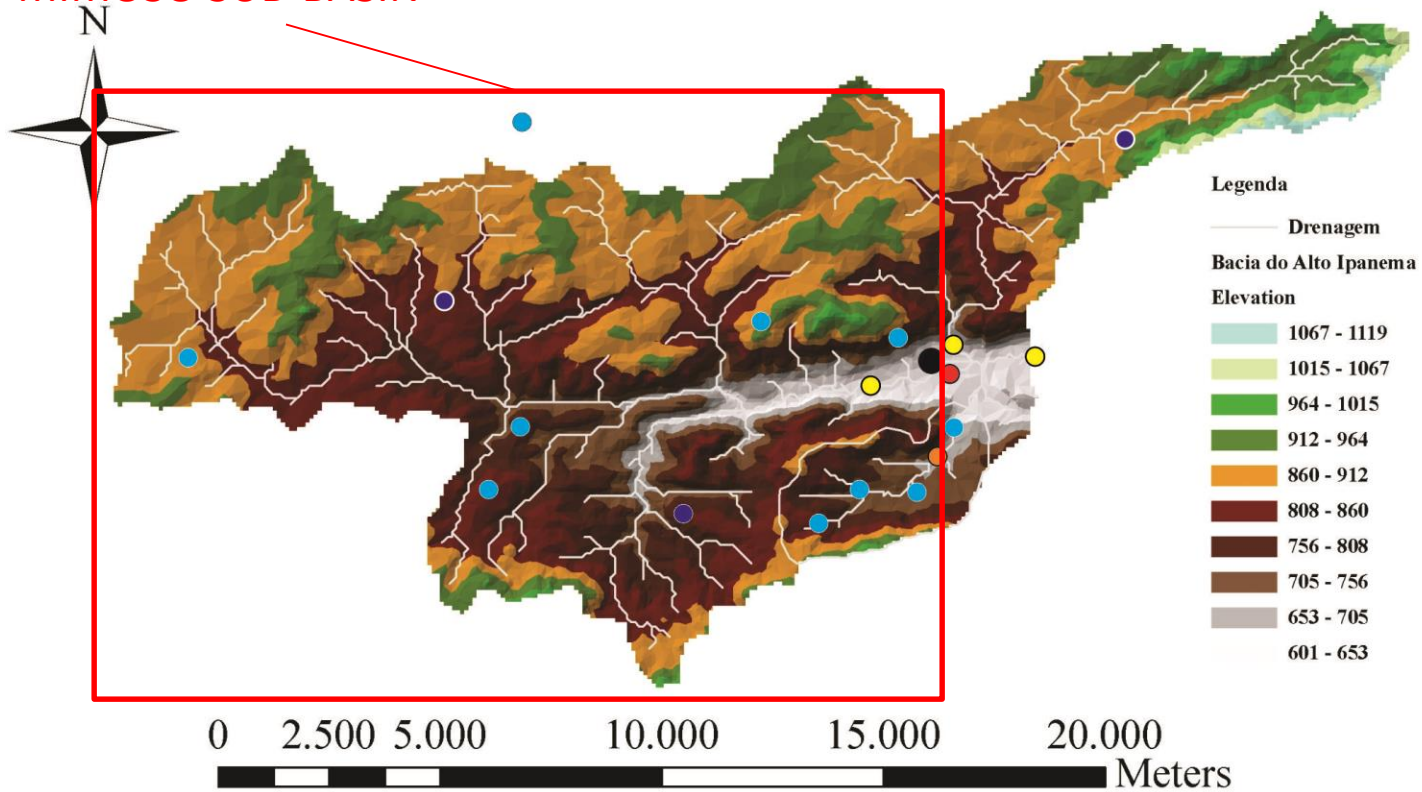 SUB-BASIN
N
Legenda
Drenagem
Bacia do Alto Ipanema
Elevation
1067 - 1119
1015 - 1067
964 - 1015
912 - 964
860 - 912
808 - 860
756 - 808
705 - 756
653 - 705
601 - 653
0 2.500 5.000 10.000 15.000 20.000
Meters